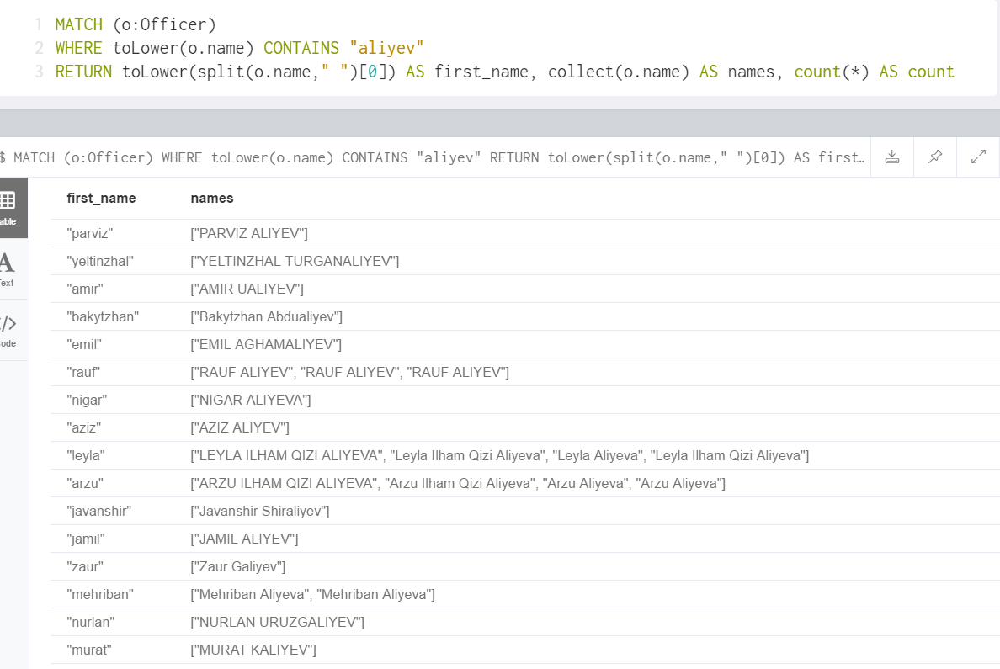 1 MATCH (o:Officer)
2 WHERE toLower(o.name) CONTAINS "aliyev"
3 RETURN toLower(split(o.name," ")[0]) AS first_name, collect(o.name) AS names, count(*) AS count
$ MATCH (o:Officer) WHERE toLower(o.name) CONTAINS "aliyev" RETURN toLower(split(o.name," ")[0]) AS first…
able
A
ext
/>
ode
first_name names
"parviz" ["PARVIZ ALIYEV"]
"yeltinzhal" ["YELTINZHAL TURGANALIYEV"]
"amir" ["AMIR UALIYEV"]
"bakytzhan" ["Bakytzhan Abdualiyev"]
"emil" ["EMIL AGHAMALIYEV"]
"rauf" ["RAUF ALIYEV", "RAUF ALIYEV", "RAUF ALIYEV"]
"nigar" ["NIGAR ALIYEVA"]
"aziz" ["AZIZ ALIYEV"]
"leyla" ["LEYLA ILHAM QIZI ALIYEVA", "Leyla Ilham Qizi Aliyeva", "Leyla Aliyeva", "Leyla Ilham Qizi Aliyeva"]
"arzu" ["ARZU ILHAM QIZI ALIYEVA", "Arzu Ilham Qizi Aliyeva", "Arzu Aliyeva", "Arzu Aliyeva"]
"javanshir" ["Javanshir Shiraliyev"]
"jamil" ["JAMIL ALIYEV"]
"zaur" ["Zaur Galiyev"]
"mehriban" ["Mehriban Aliyeva", "Mehriban Aliyeva"]
"nurlan" ["NURLAN URUZGALIYEV"]
"murat" ["MURAT KALIYEV"]